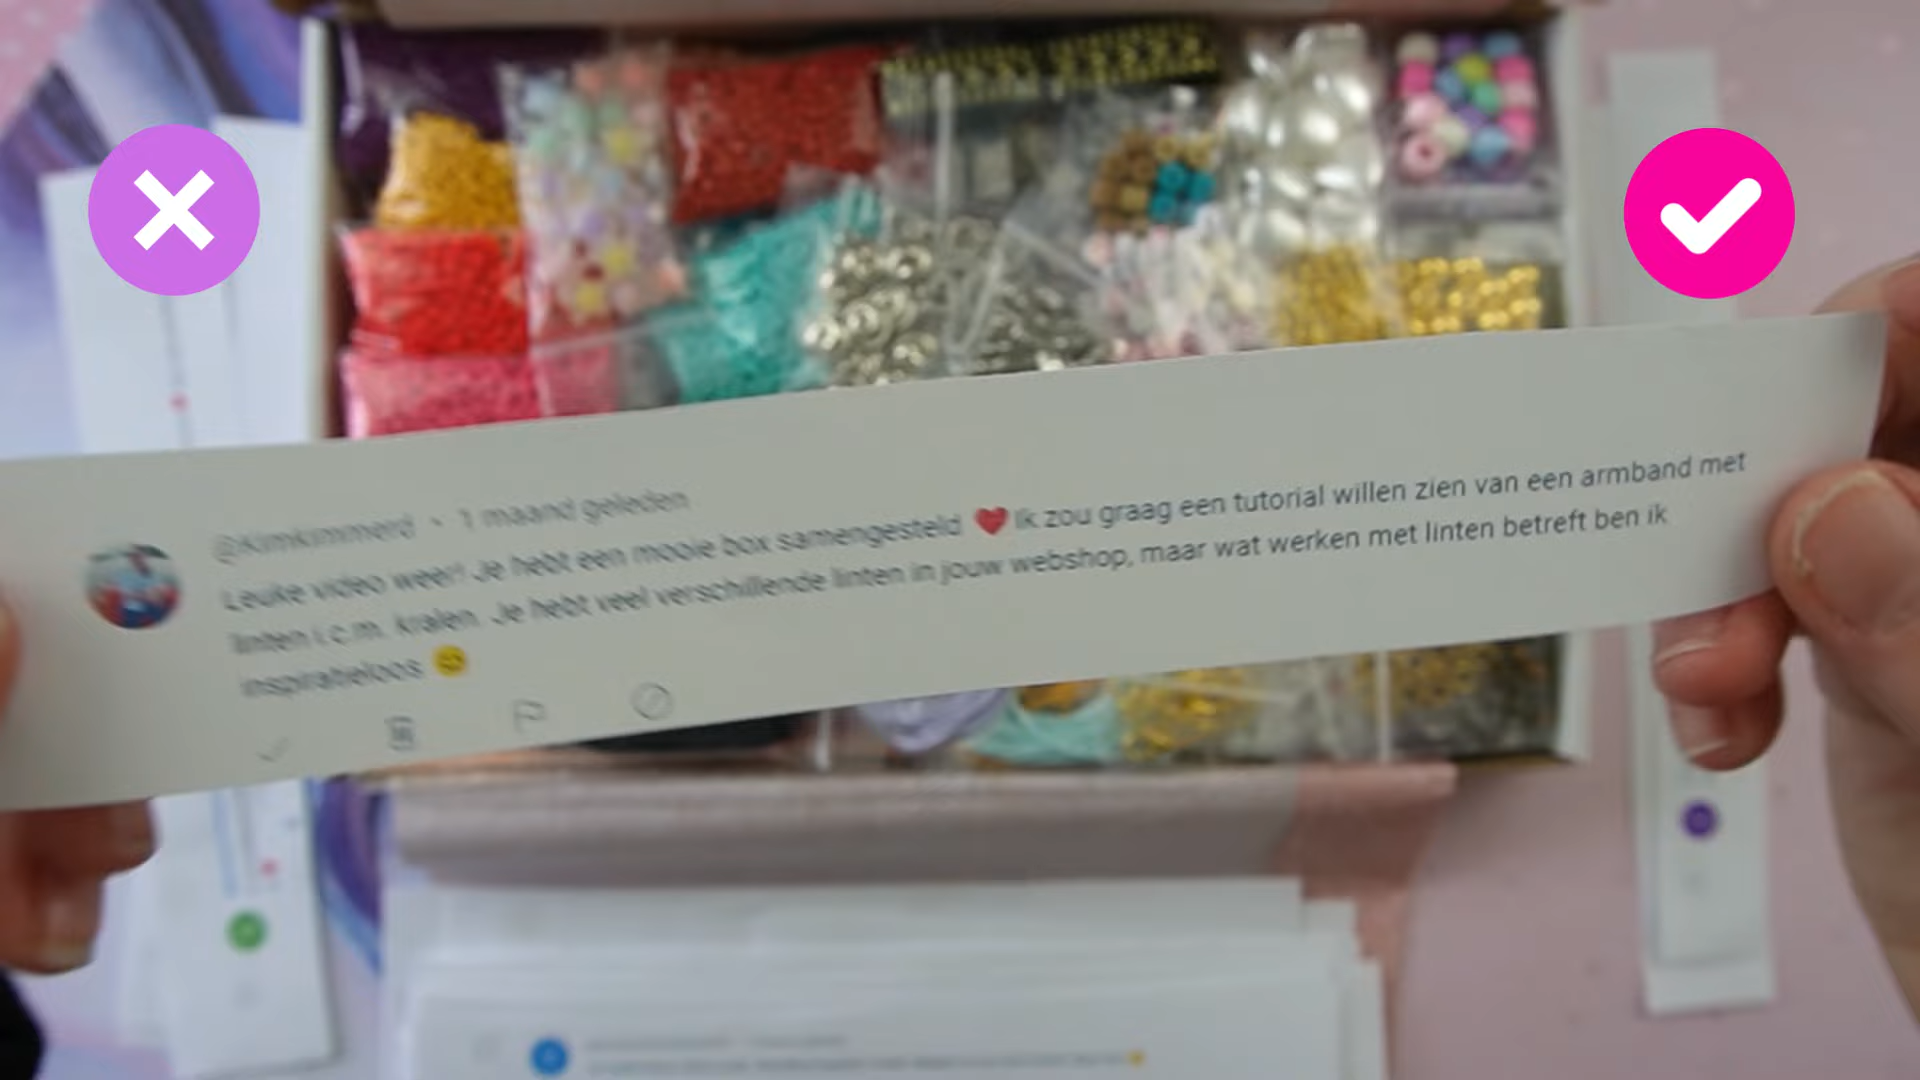 @Kimkimmerd • 1 maand geleden
Leuke video weer! Je hebt een mooie box samengesteld ❤️ Ik zou graag een tutorial willen zien van een armband met
linten i.c.m. kralen. Je hebt veel verschillende linten in jouw webshop, maar wat werken met linten betreft ben ik
inspiratieloos 😊